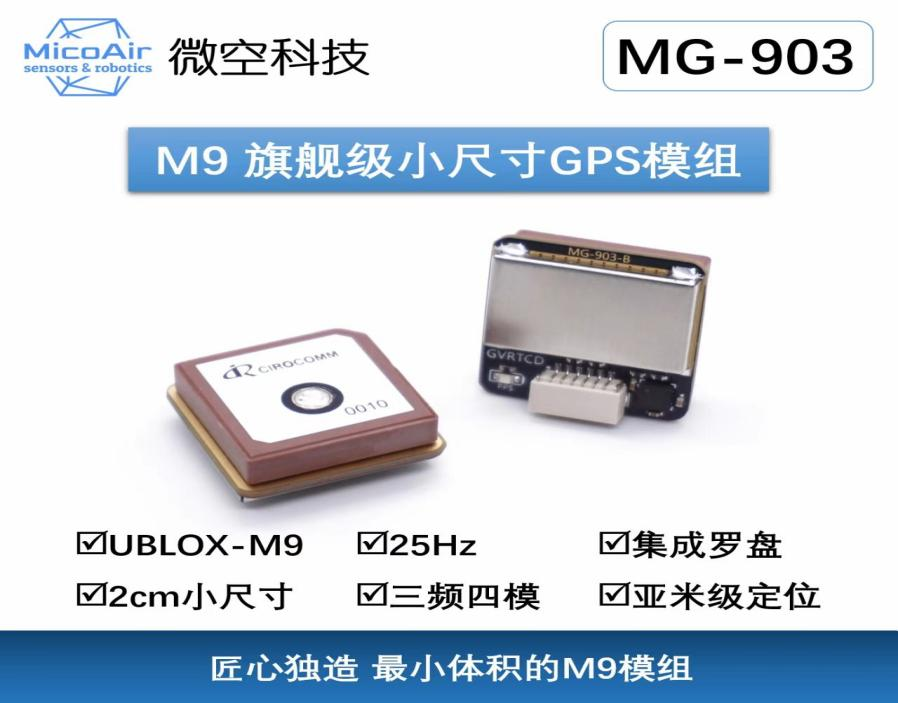 MicoAir
sensors & robotics
微空科技
MG-903
M9 旗舰级小尺寸GPS模组
MG-903-B
GVRTCD
PPS
CIROCOMM
0010
☑UBLOX-M9 ☑25Hz ☑集成罗盘
☑2cm小尺寸 ☑三频四模 ☑亚米级定位
匠心独造 最小体积的M9模组